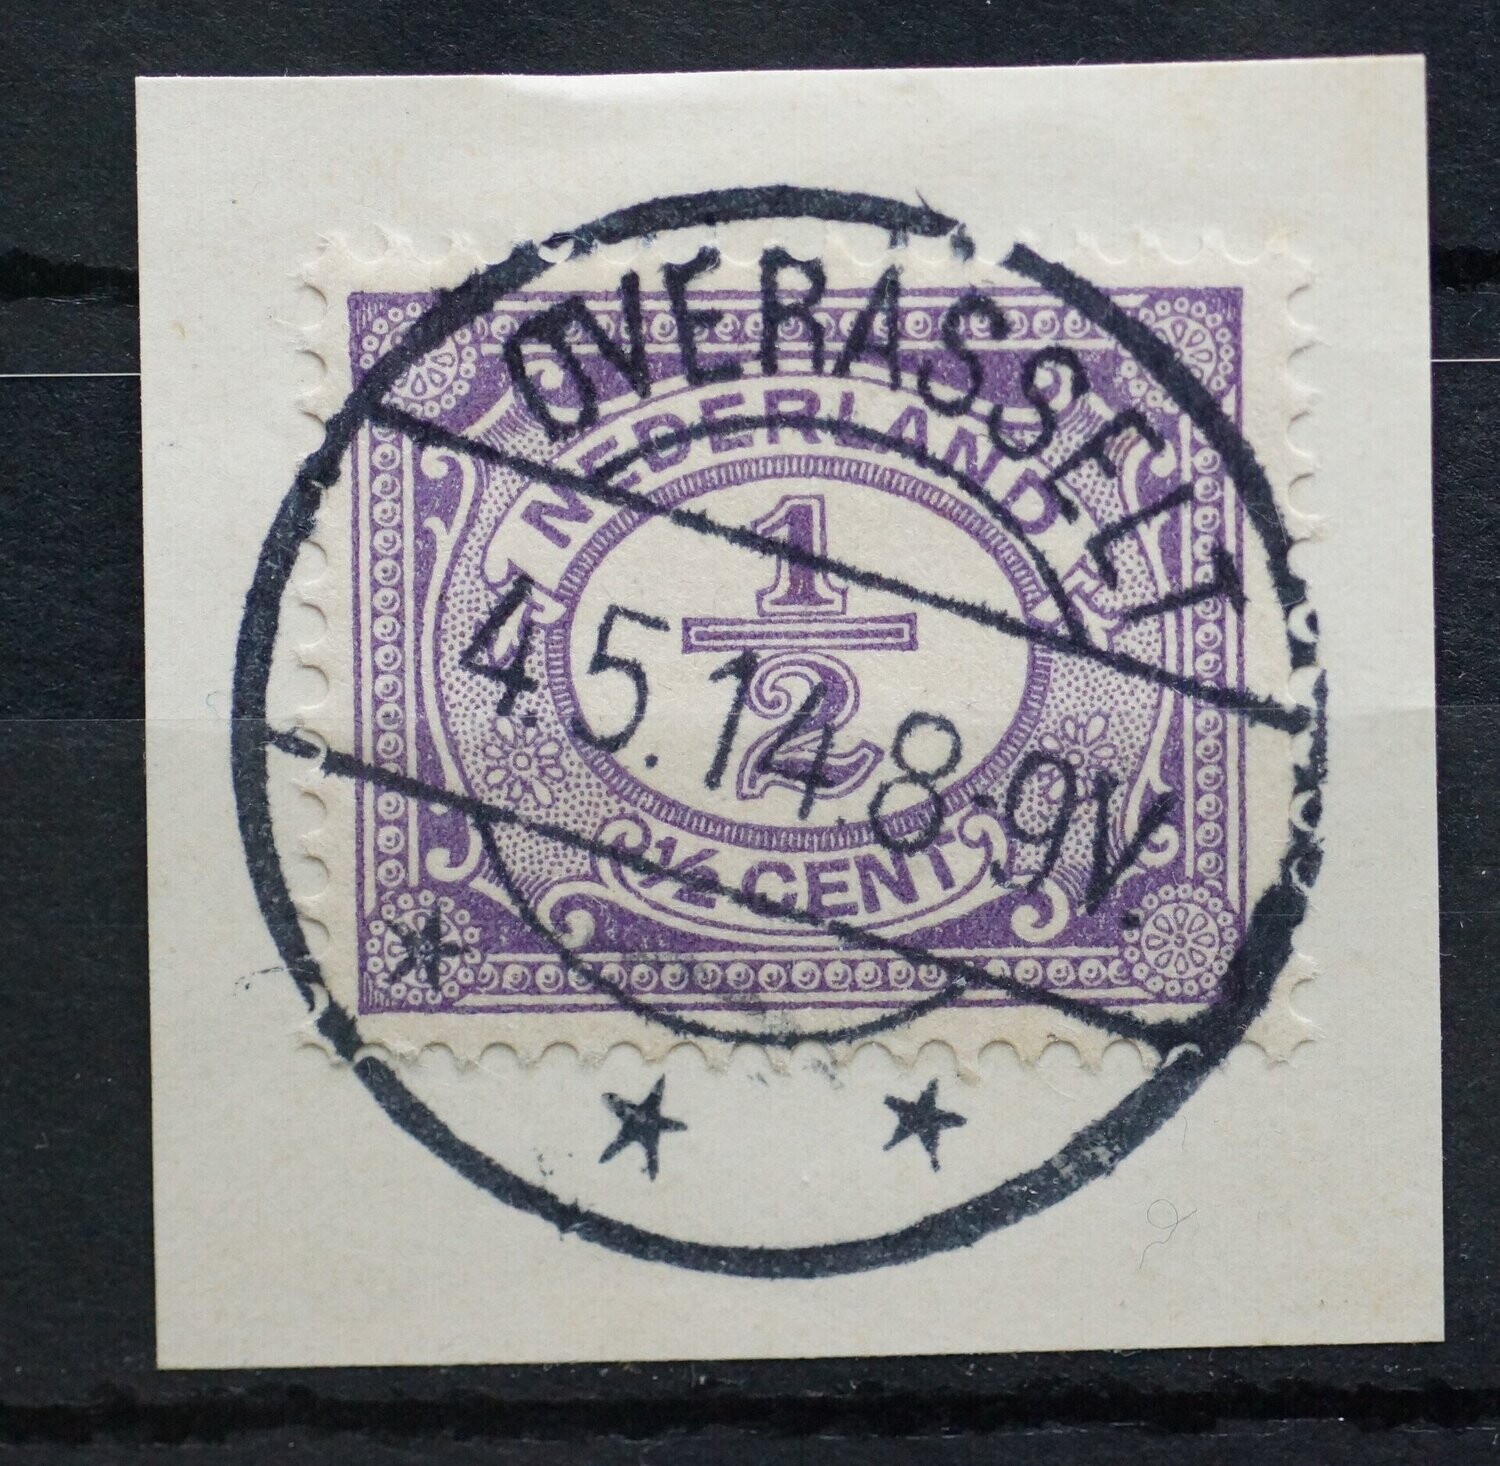 OVERASSELT
NEDERLAND
1/2
4.5.14.8-9V.
½ CENT